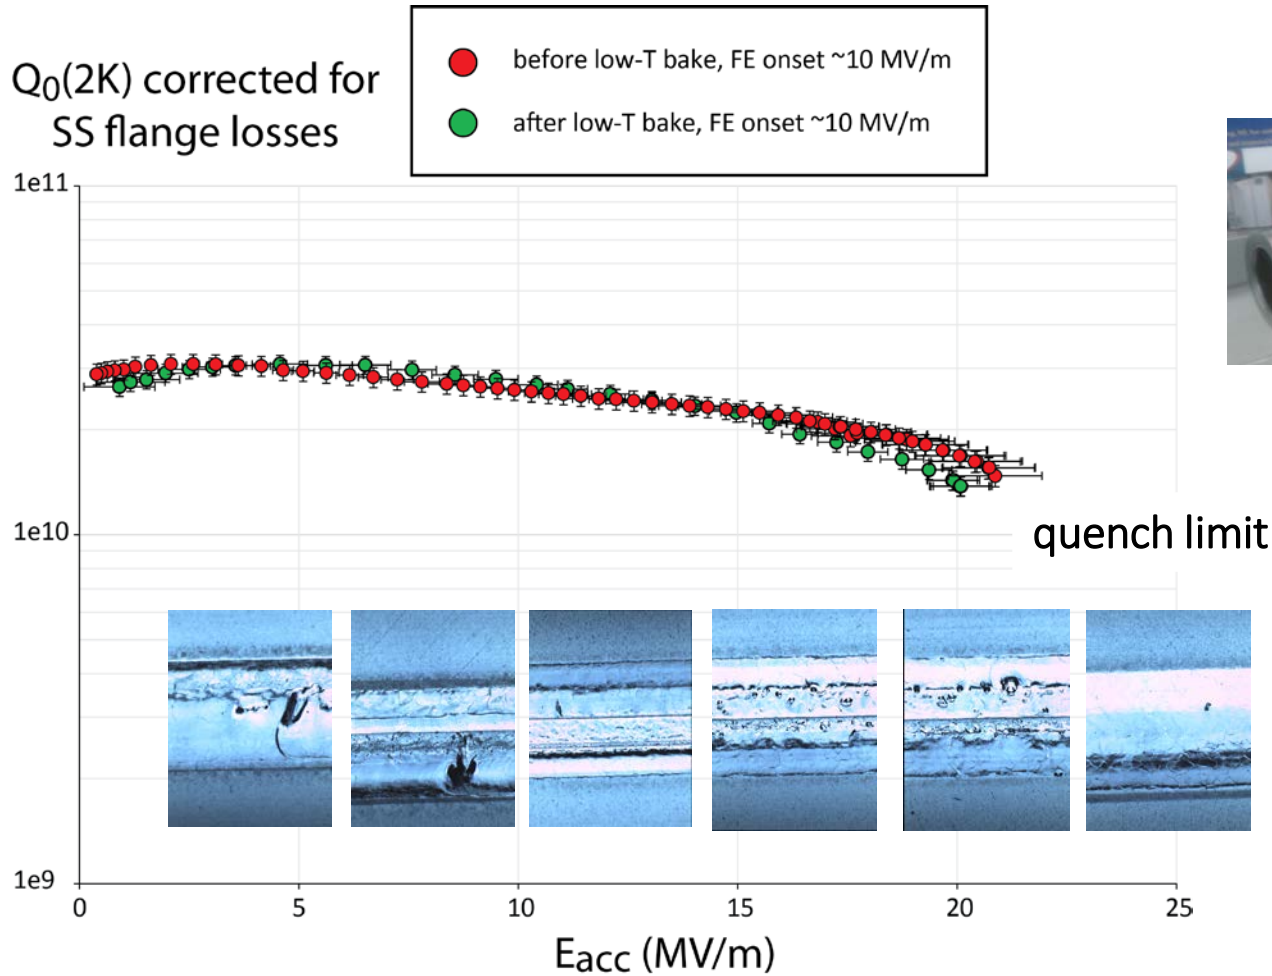 Q0(2K) corrected for
SS flange losses
before low-T bake, FE onset ~10 MV/m
after low-T bake, FE onset ~10 MV/m
1e11
1e10
quench limit
1e9
0 5 10 15 20 25
Eacc (MV/m)